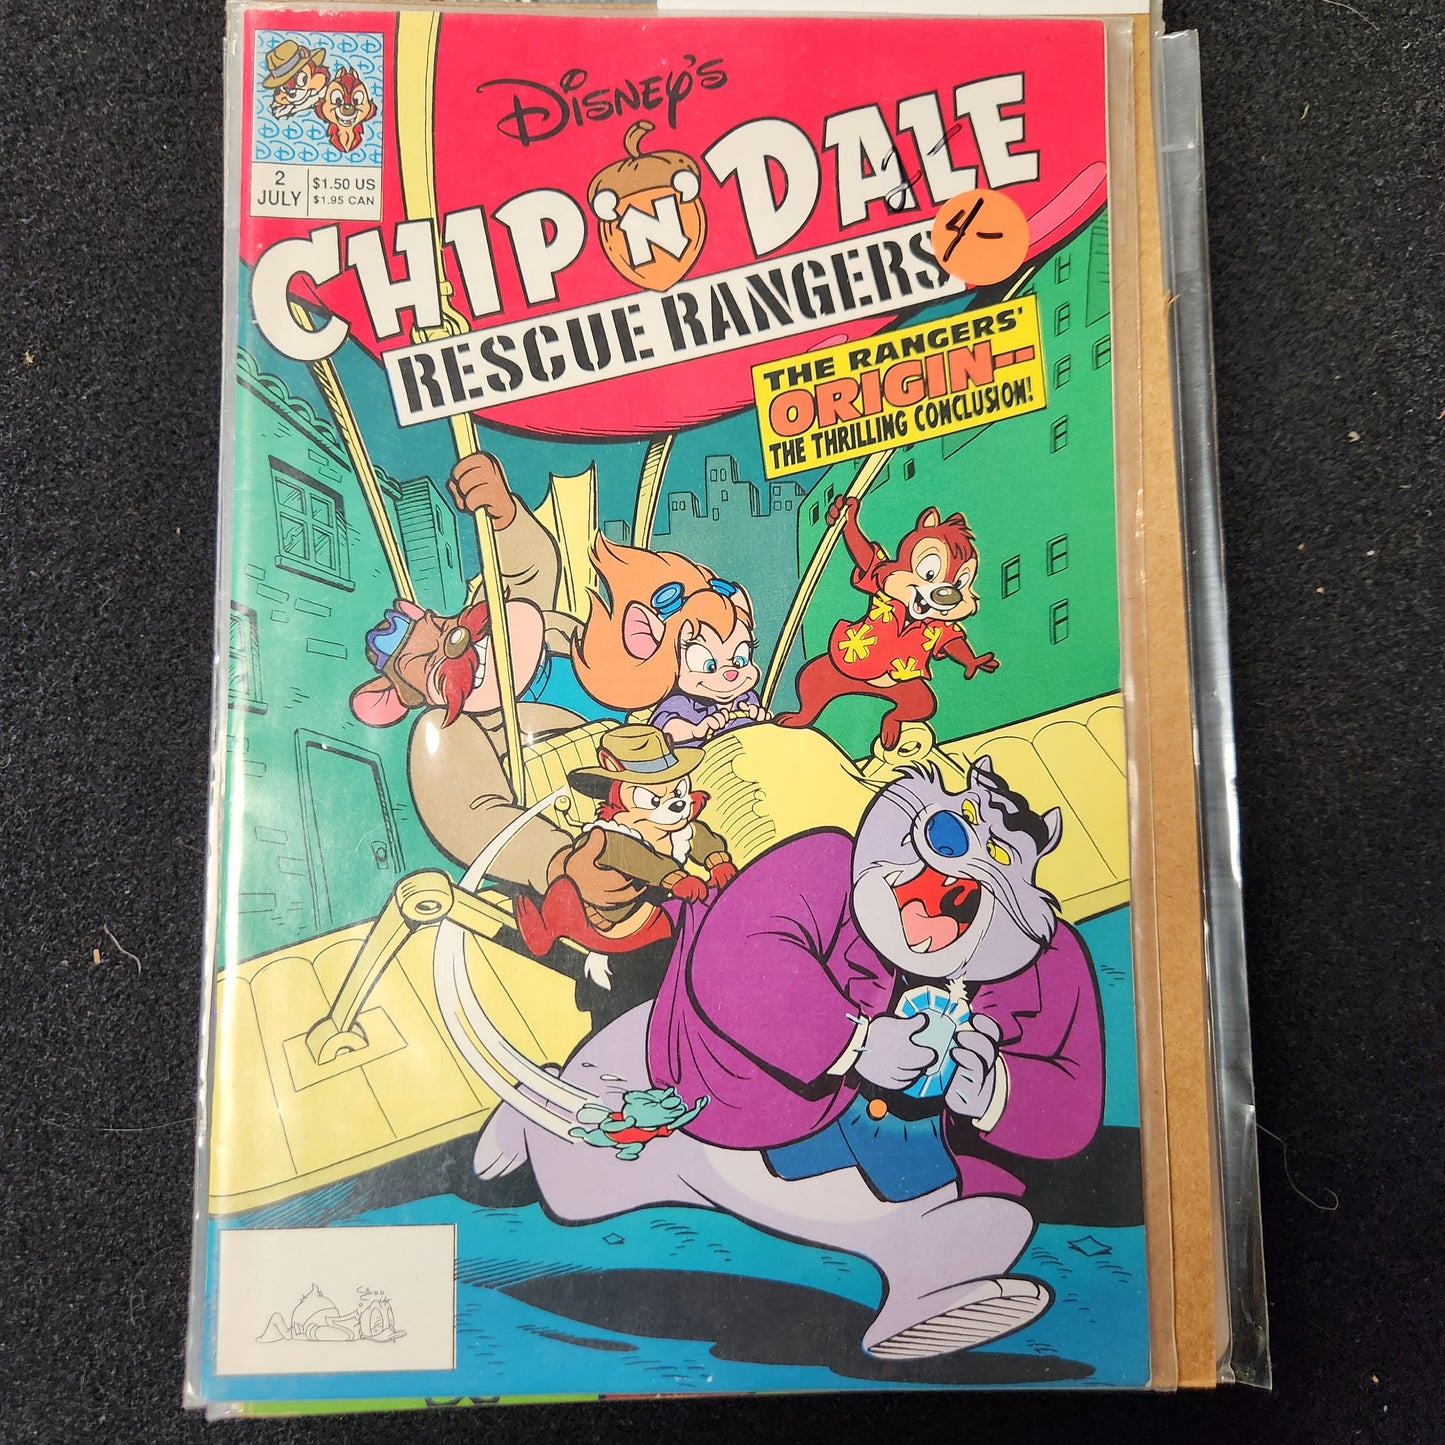 Disney's
CHIP 'N' DALE
RESCUE RANGERS
2
JULY
$1.50 US
$1.95 CAN
4-
THE RANGERS'
ORIGIN--
THE THRILLING CONCLUSION!